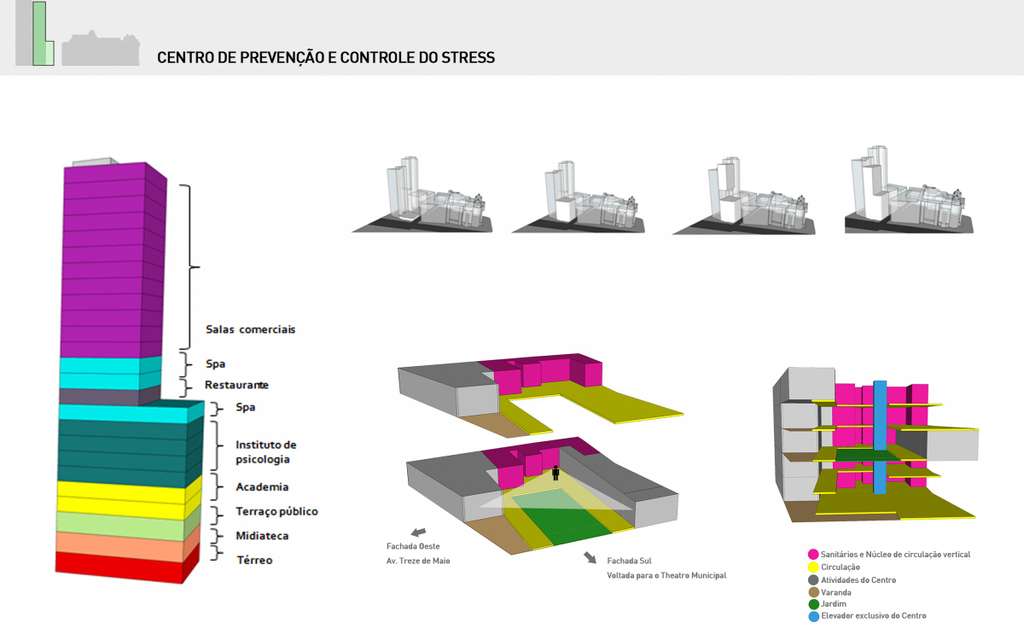 CENTRO DE PREVENÇÃO E CONTROLE DO STRESS
Salas comerciais
Spa
Restaurante
Spa
Instituto de
psicologia
Academia
Terraço público
Midiateca
Térreo
Fachada Oeste
Av. Treze de Maio
Fachada Sul
Voltada para o Theatro Municipal
Sanitários e Núcleo de circulação vertical
Circulação
Atividades do Centro
Varanda
Jardim
Elevador exclusivo do Centro